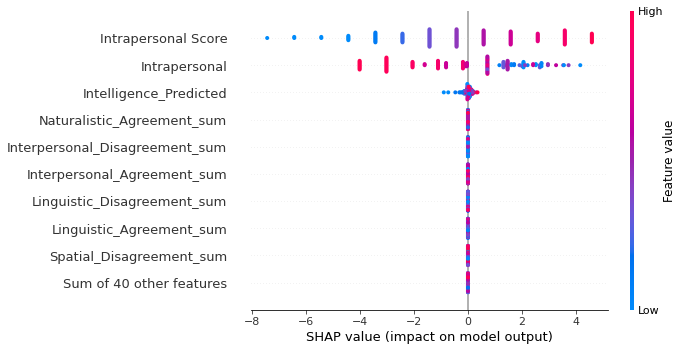 High
Intrapersonal Score
Intrapersonal
Intelligence_Predicted
Naturalistic_Agreement_sum
Interpersonal_Disagreement_sum
Interpersonal_Agreement_sum
Linguistic_Disagreement_sum
Linguistic_Agreement_sum
Spatial_Disagreement_sum
Sum of 40 other features
Feature value
Low
−8 −6 −4 −2 0 2 4
SHAP value (impact on model output)